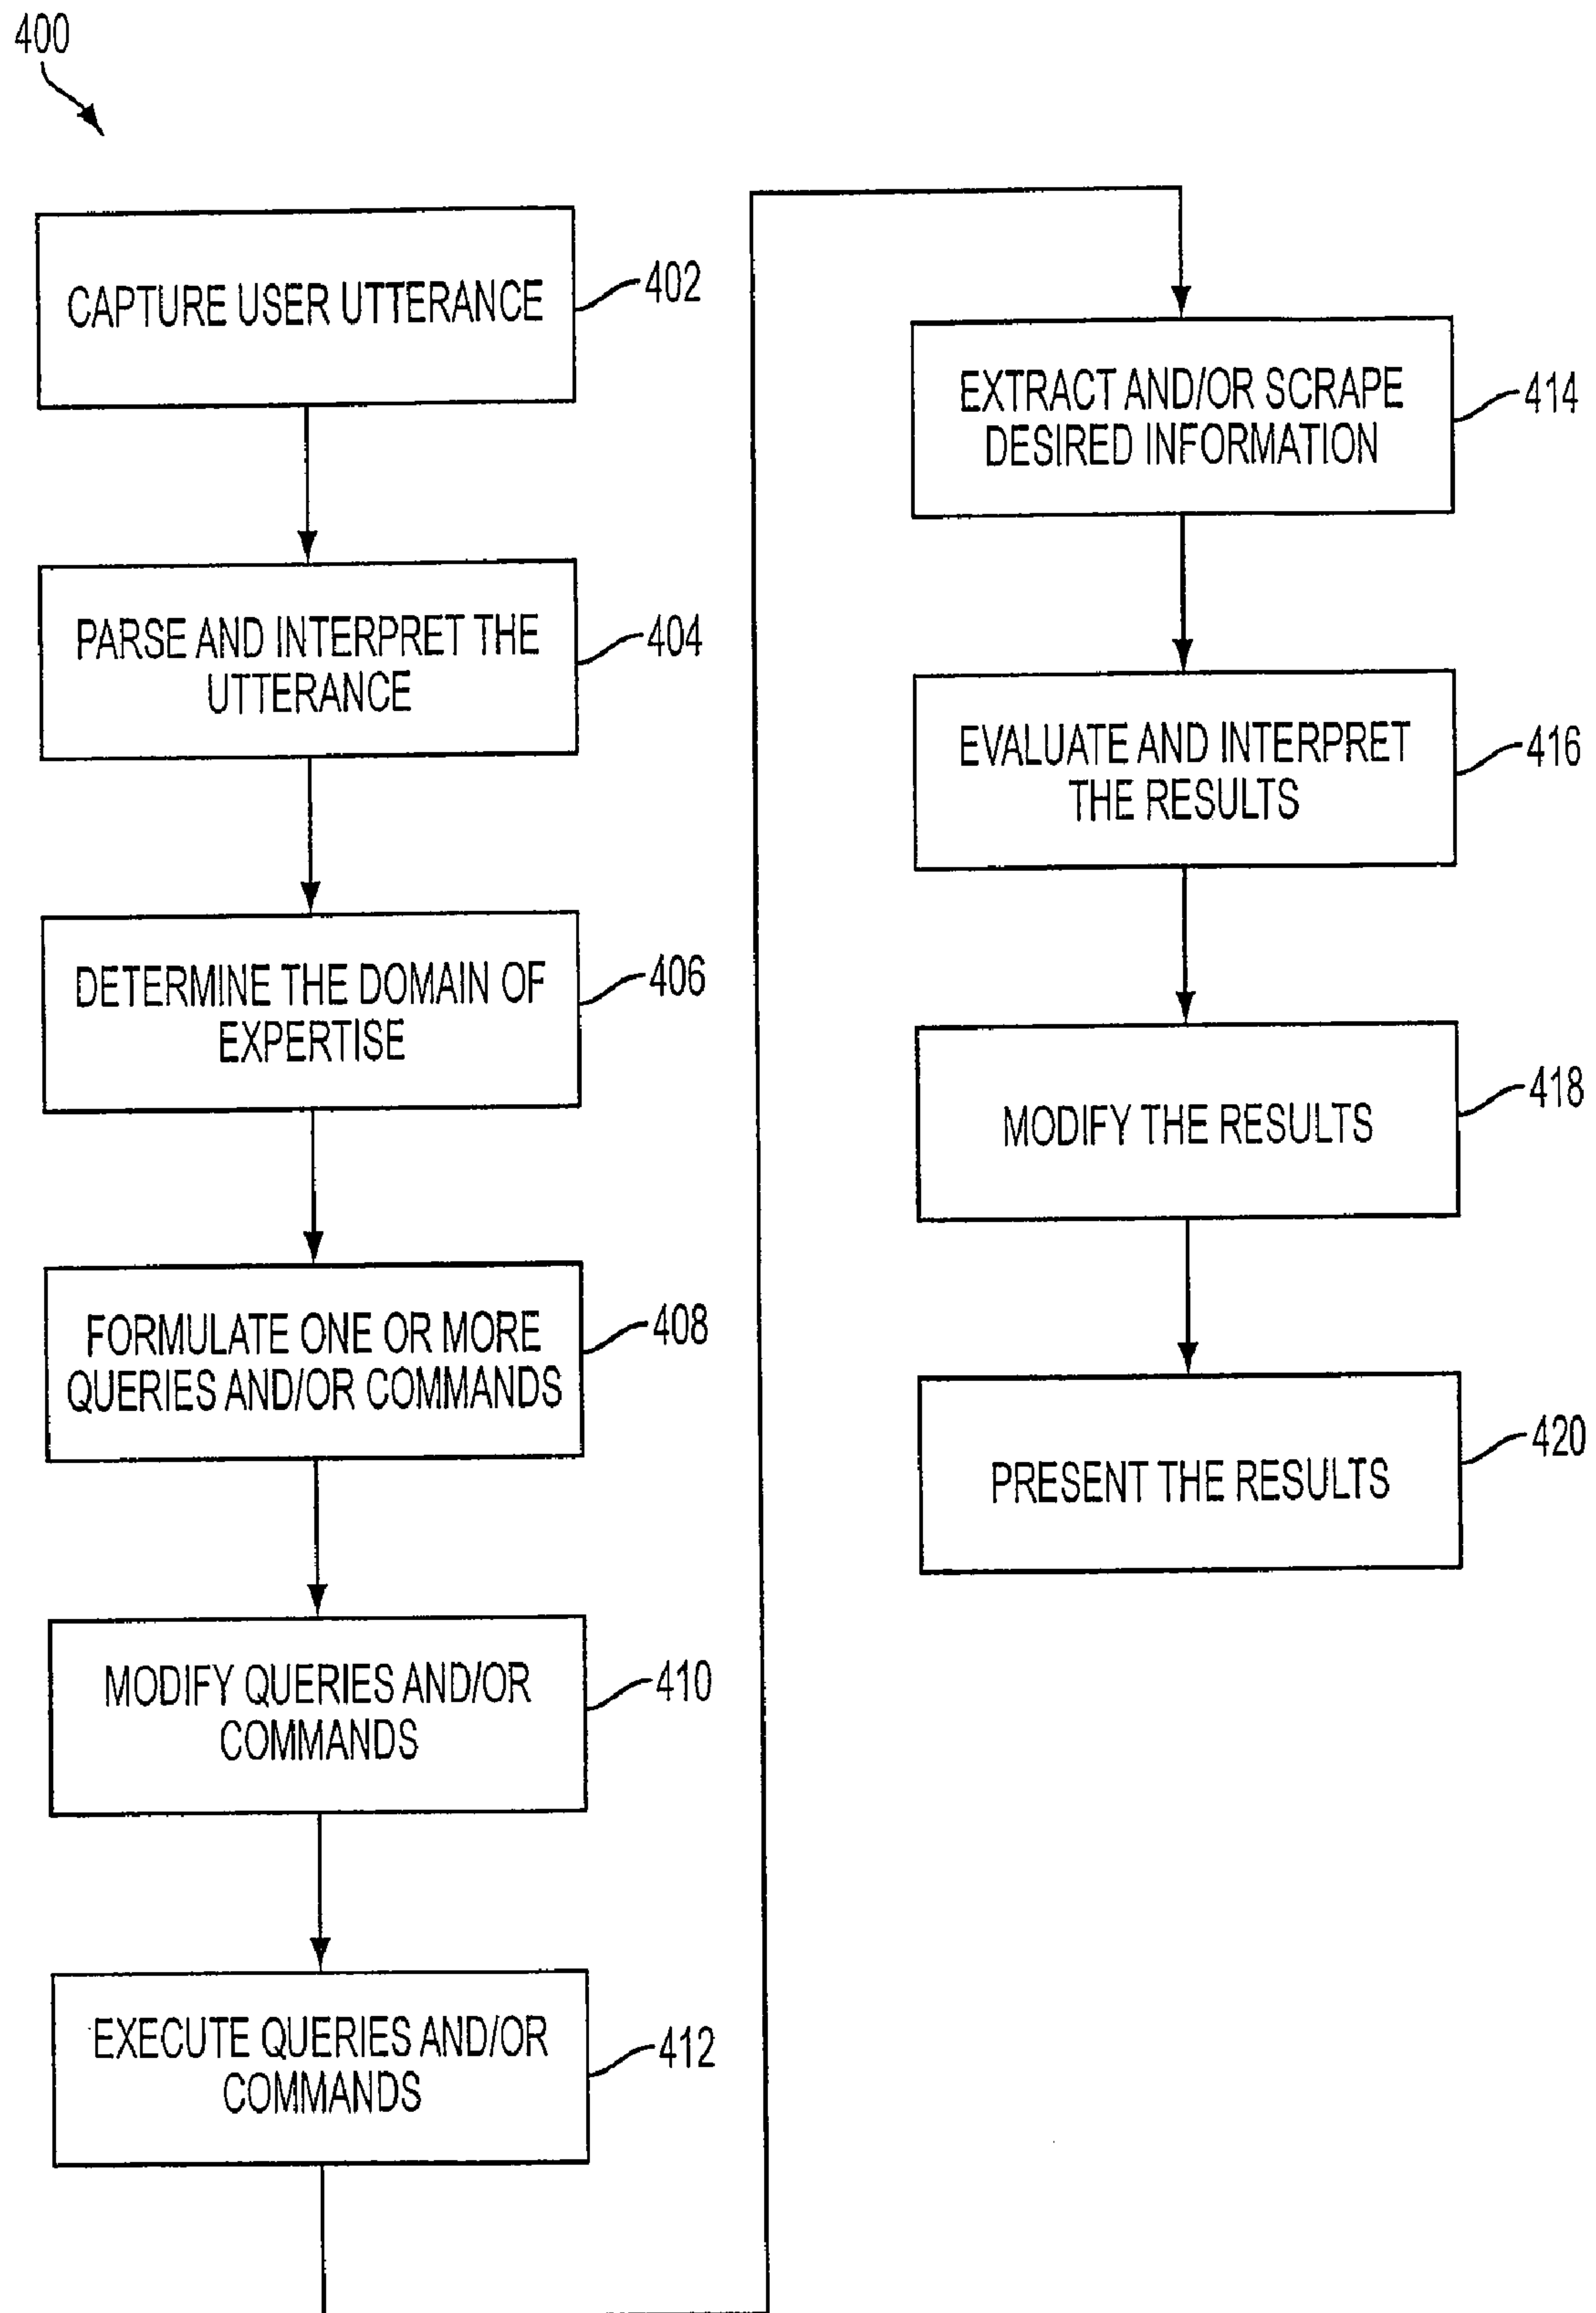 400
CAPTURE USER UTTERANCE
402
PARSE AND INTERPRET THE
UTTERANCE
404
DETERMINE THE DOMAIN OF
EXPERTISE
406
FORMULATE ONE OR MORE
QUERIES AND/OR COMMANDS
408
MODIFY QUERIES AND/OR
COMMANDS
410
EXECUTE QUERIES AND/OR
COMMANDS
412
EXTRACT AND/OR SCRAPE
DESIRED INFORMATION
414
EVALUATE AND INTERPRET
THE RESULTS
416
MODIFY THE RESULTS
418
PRESENT THE RESULTS
420